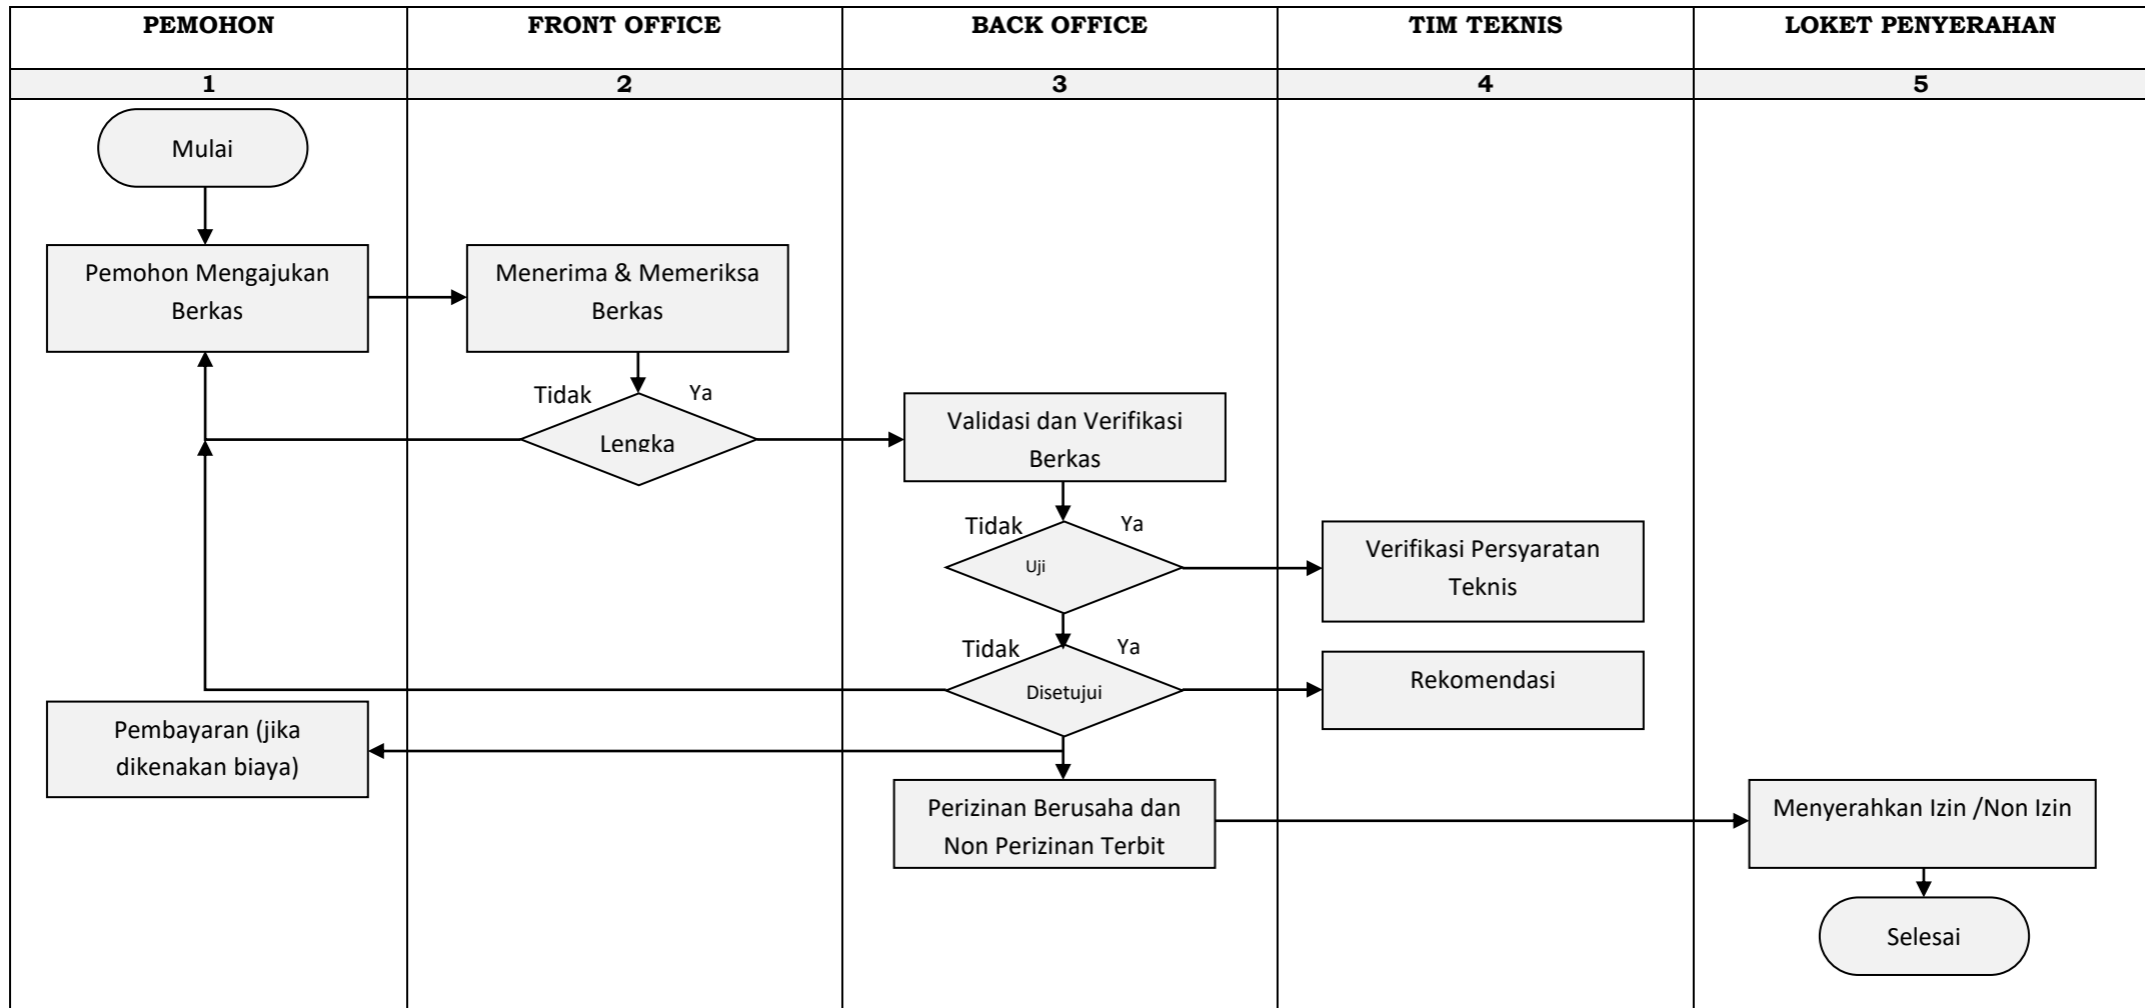 PEMOHON
FRONT OFFICE
BACK OFFICE
TIM TEKNIS
LOKET PENYERAHAN
1
2
3
4
5
Mulai
Pemohon Mengajukan
Berkas
Menerima & Memeriksa
Berkas
Tidak
Ya
Lengka
Validasi dan Verifikasi
Berkas
Tidak
Ya
Uji
Verifikasi Persyaratan
Teknis
Tidak
Ya
Disetujui
Rekomendasi
Pembayaran (jika
dikenakan biaya)
Perizinan Berusaha dan
Non Perizinan Terbit
Menyerahkan Izin /Non Izin
Selesai